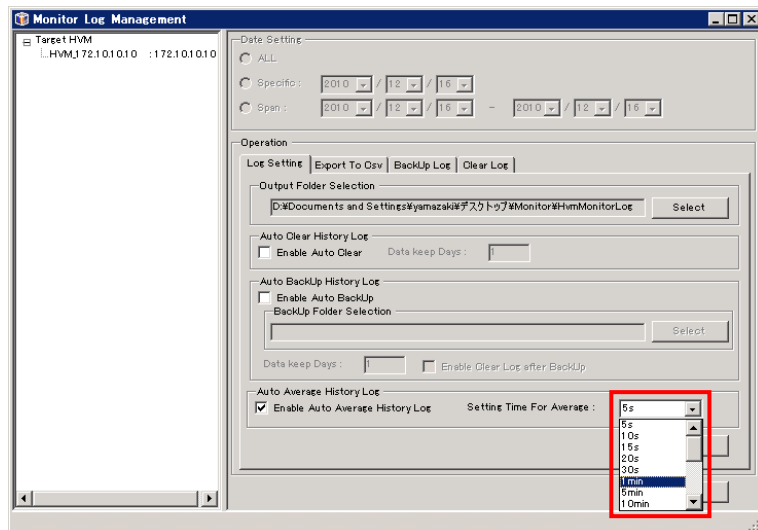 Monitor Log Management
Target HVM
HVM_172.10.10.10 : 172.10.10.10
Date Setting
ALL
Specific : 2010 / 12 / 16
Span : 2010 / 12 / 16 - 2010 / 12 / 16
Operation
Log Setting Export To Csv BackUp Log Clear Log
Output Folder Selection
D:¥Documents and Settings¥yamazaki¥デスクトップ¥Monitor¥HvmMonitorLog Select
Auto Clear History Log
Enable Auto Clear Data keep Days : 1
Auto BackUp History Log
Enable Auto BackUp
BackUp Folder Selection
Select
Data keep Days : 1 Enable Clear Log after BackUp
Auto Average History Log
Enable Auto Average History Log Setting Time For Average : 5s
5s
10s
15s
20s
30s
1min
5min
10min